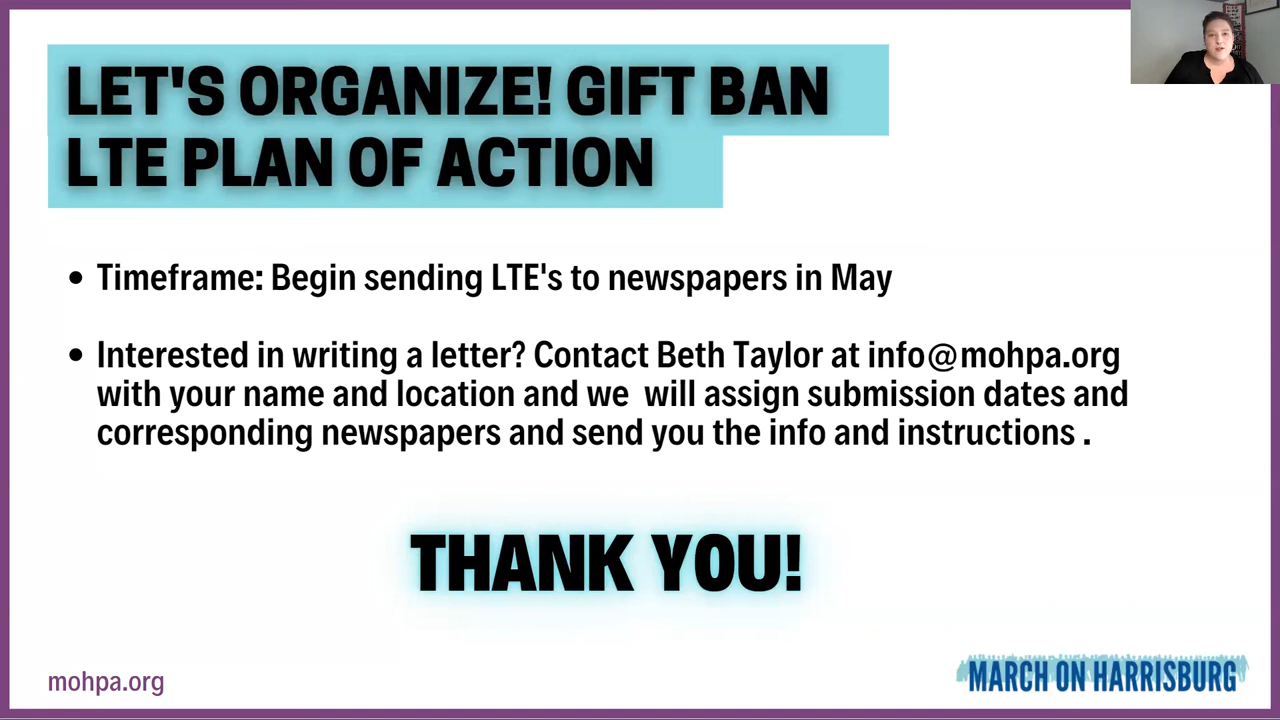 LET'S ORGANIZE! GIFT BAN
LTE PLAN OF ACTION
• Timeframe: Begin sending LTE's to newspapers in May
• Interested in writing a letter? Contact Beth Taylor at info@mohpa.org
with your name and location and we  will assign submission dates and
corresponding newspapers and send you the info and instructions .
THANK YOU!
mohpa.org
MARCH ON HARRISBURG